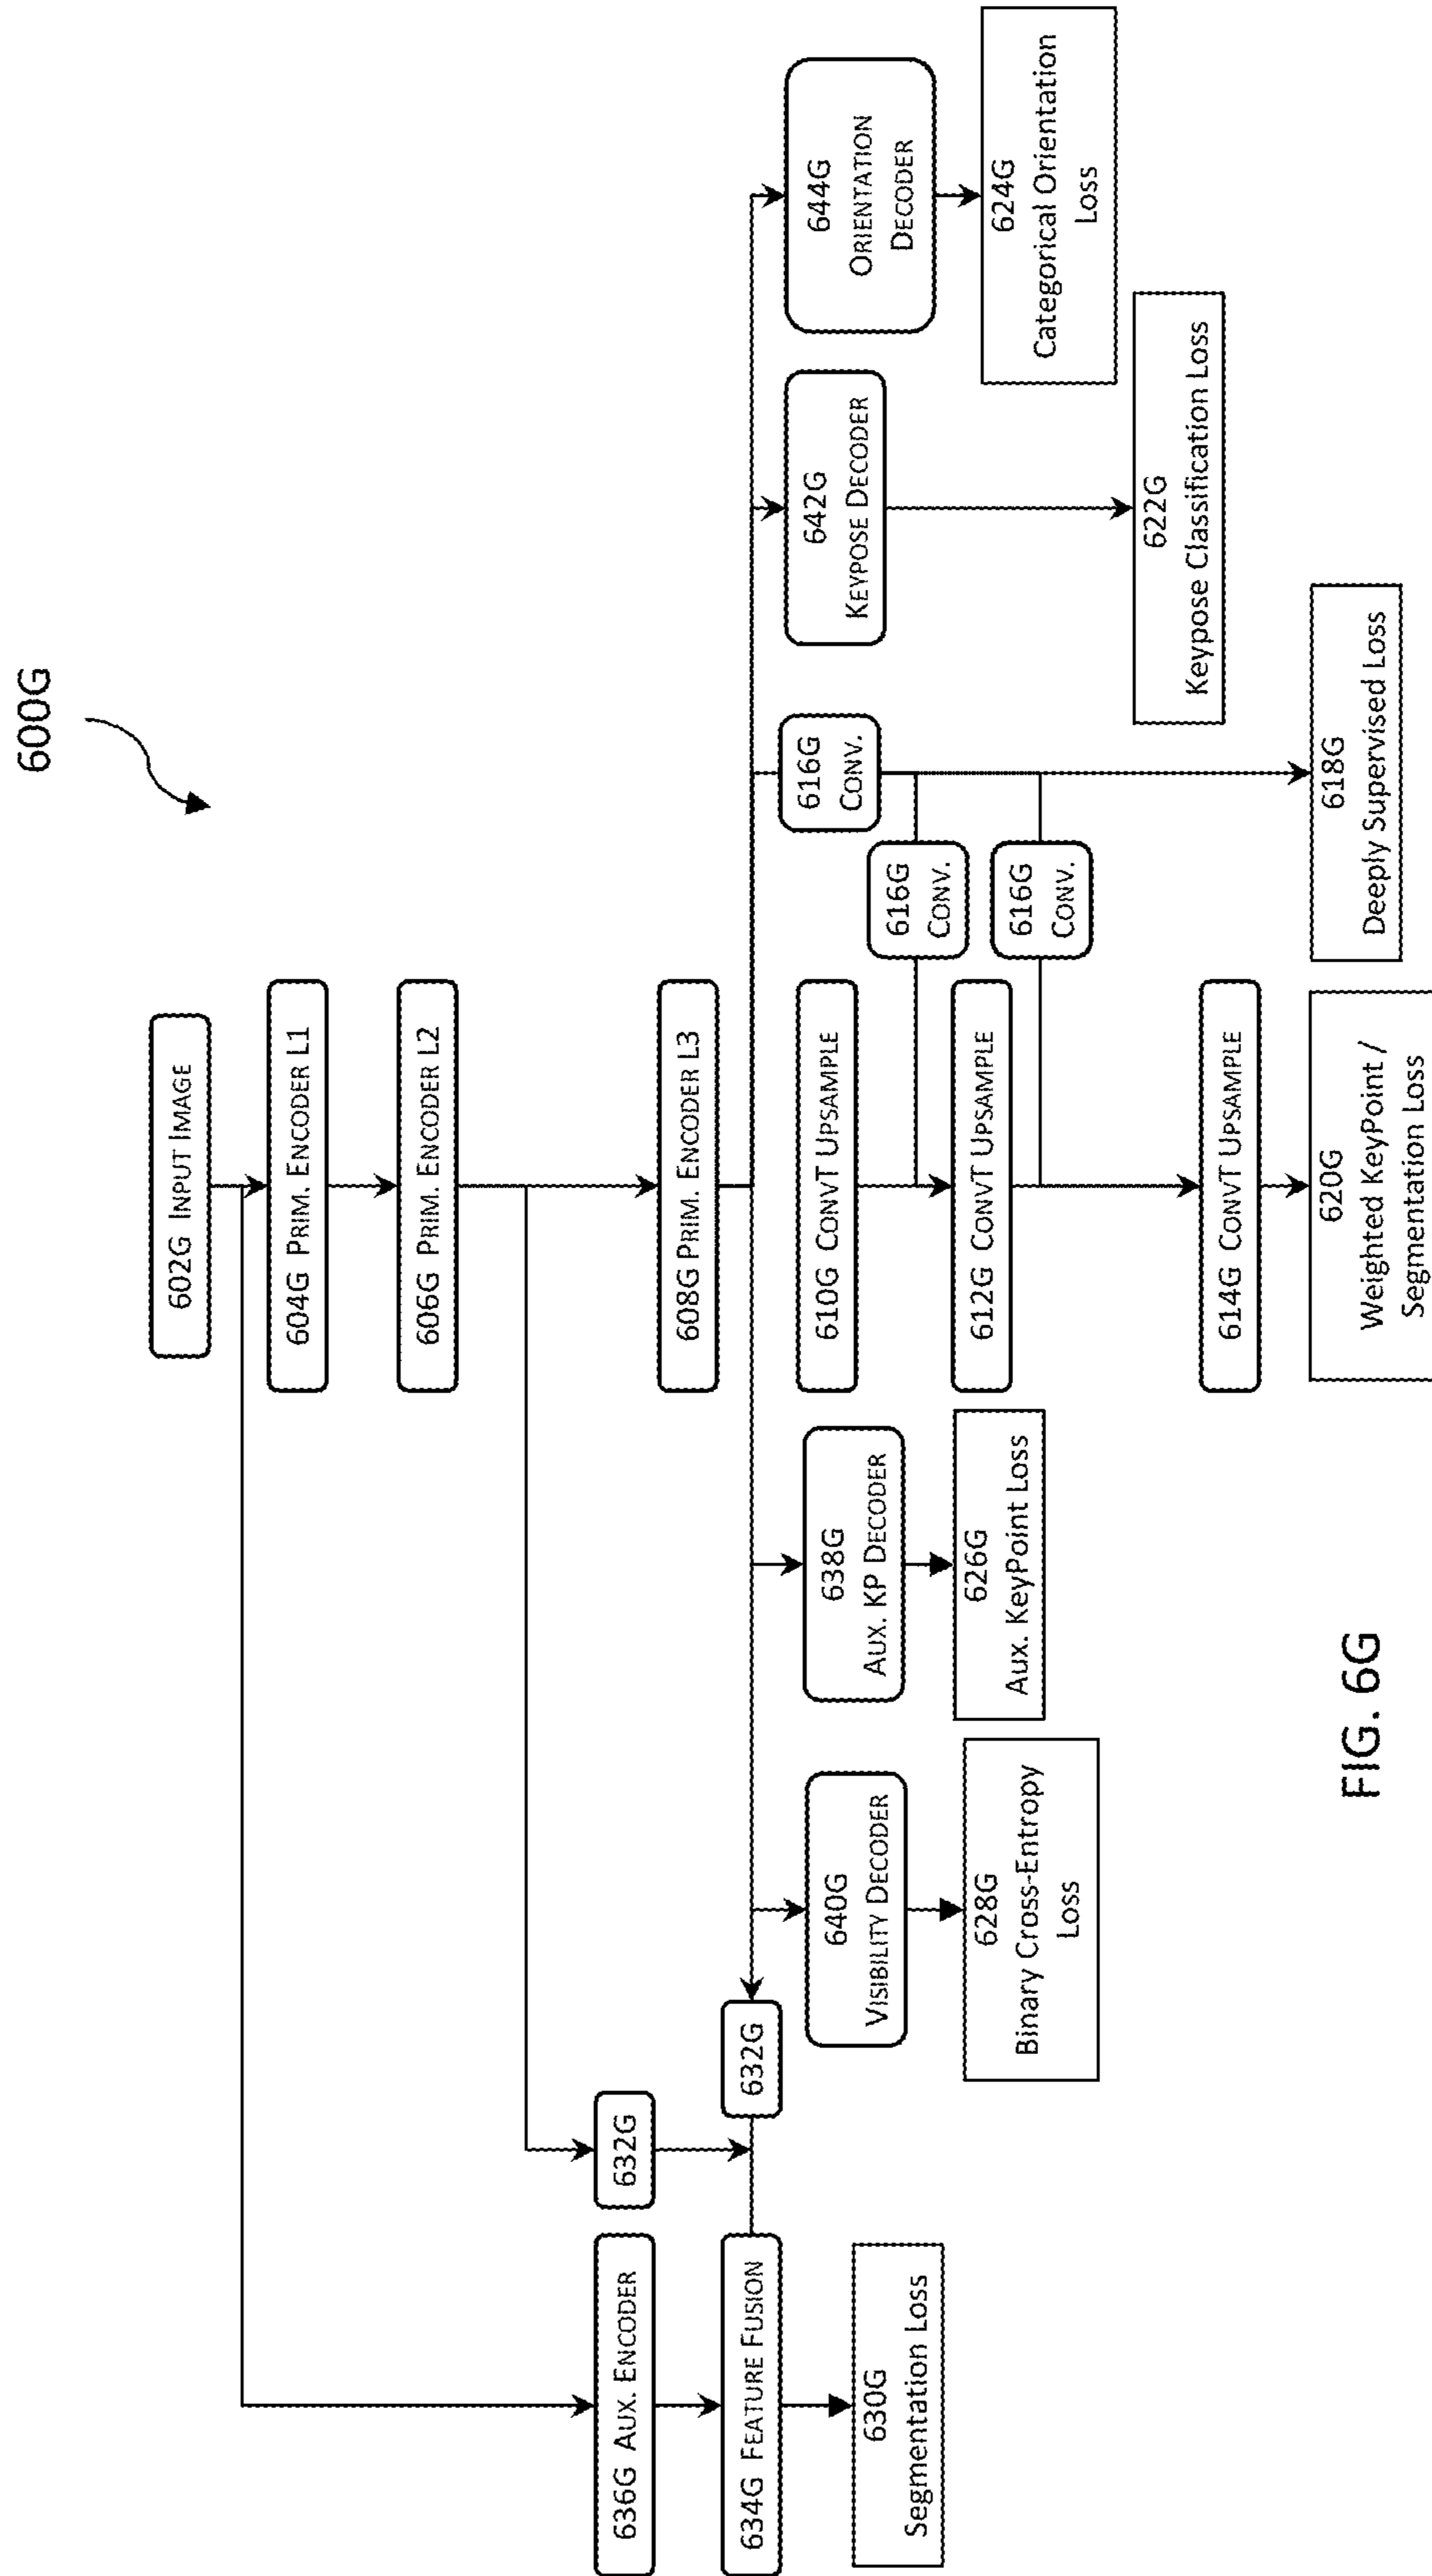 600G
602G INPUT IMAGE
604G PRIM. ENCODER L1
606G PRIM. ENCODER L2
636G AUX. ENCODER
632G
608G PRIM. ENCODER L3
634G FEATURE FUSION
632G
640G
VISIBILITY DECODER
638G
AUX. KP DECODER
610G CONVT UPSAMPLE
616G
CONV.
642G
KEYPOSE DECODER
644G
ORIENTATION
DECODER
630G
Segmentation Loss
628G
Binary Cross-Entropy
Loss
626G
Aux. KeyPoint Loss
612G CONVT UPSAMPLE
616G
CONV.
616G
CONV.
624G
Categorical Orientation
Loss
622G
Keypose Classification Loss
614G CONVT UPSAMPLE
620G
Weighted KeyPoint /
Segmentation Loss
618G
Deeply Supervised Loss
FIG. 6G